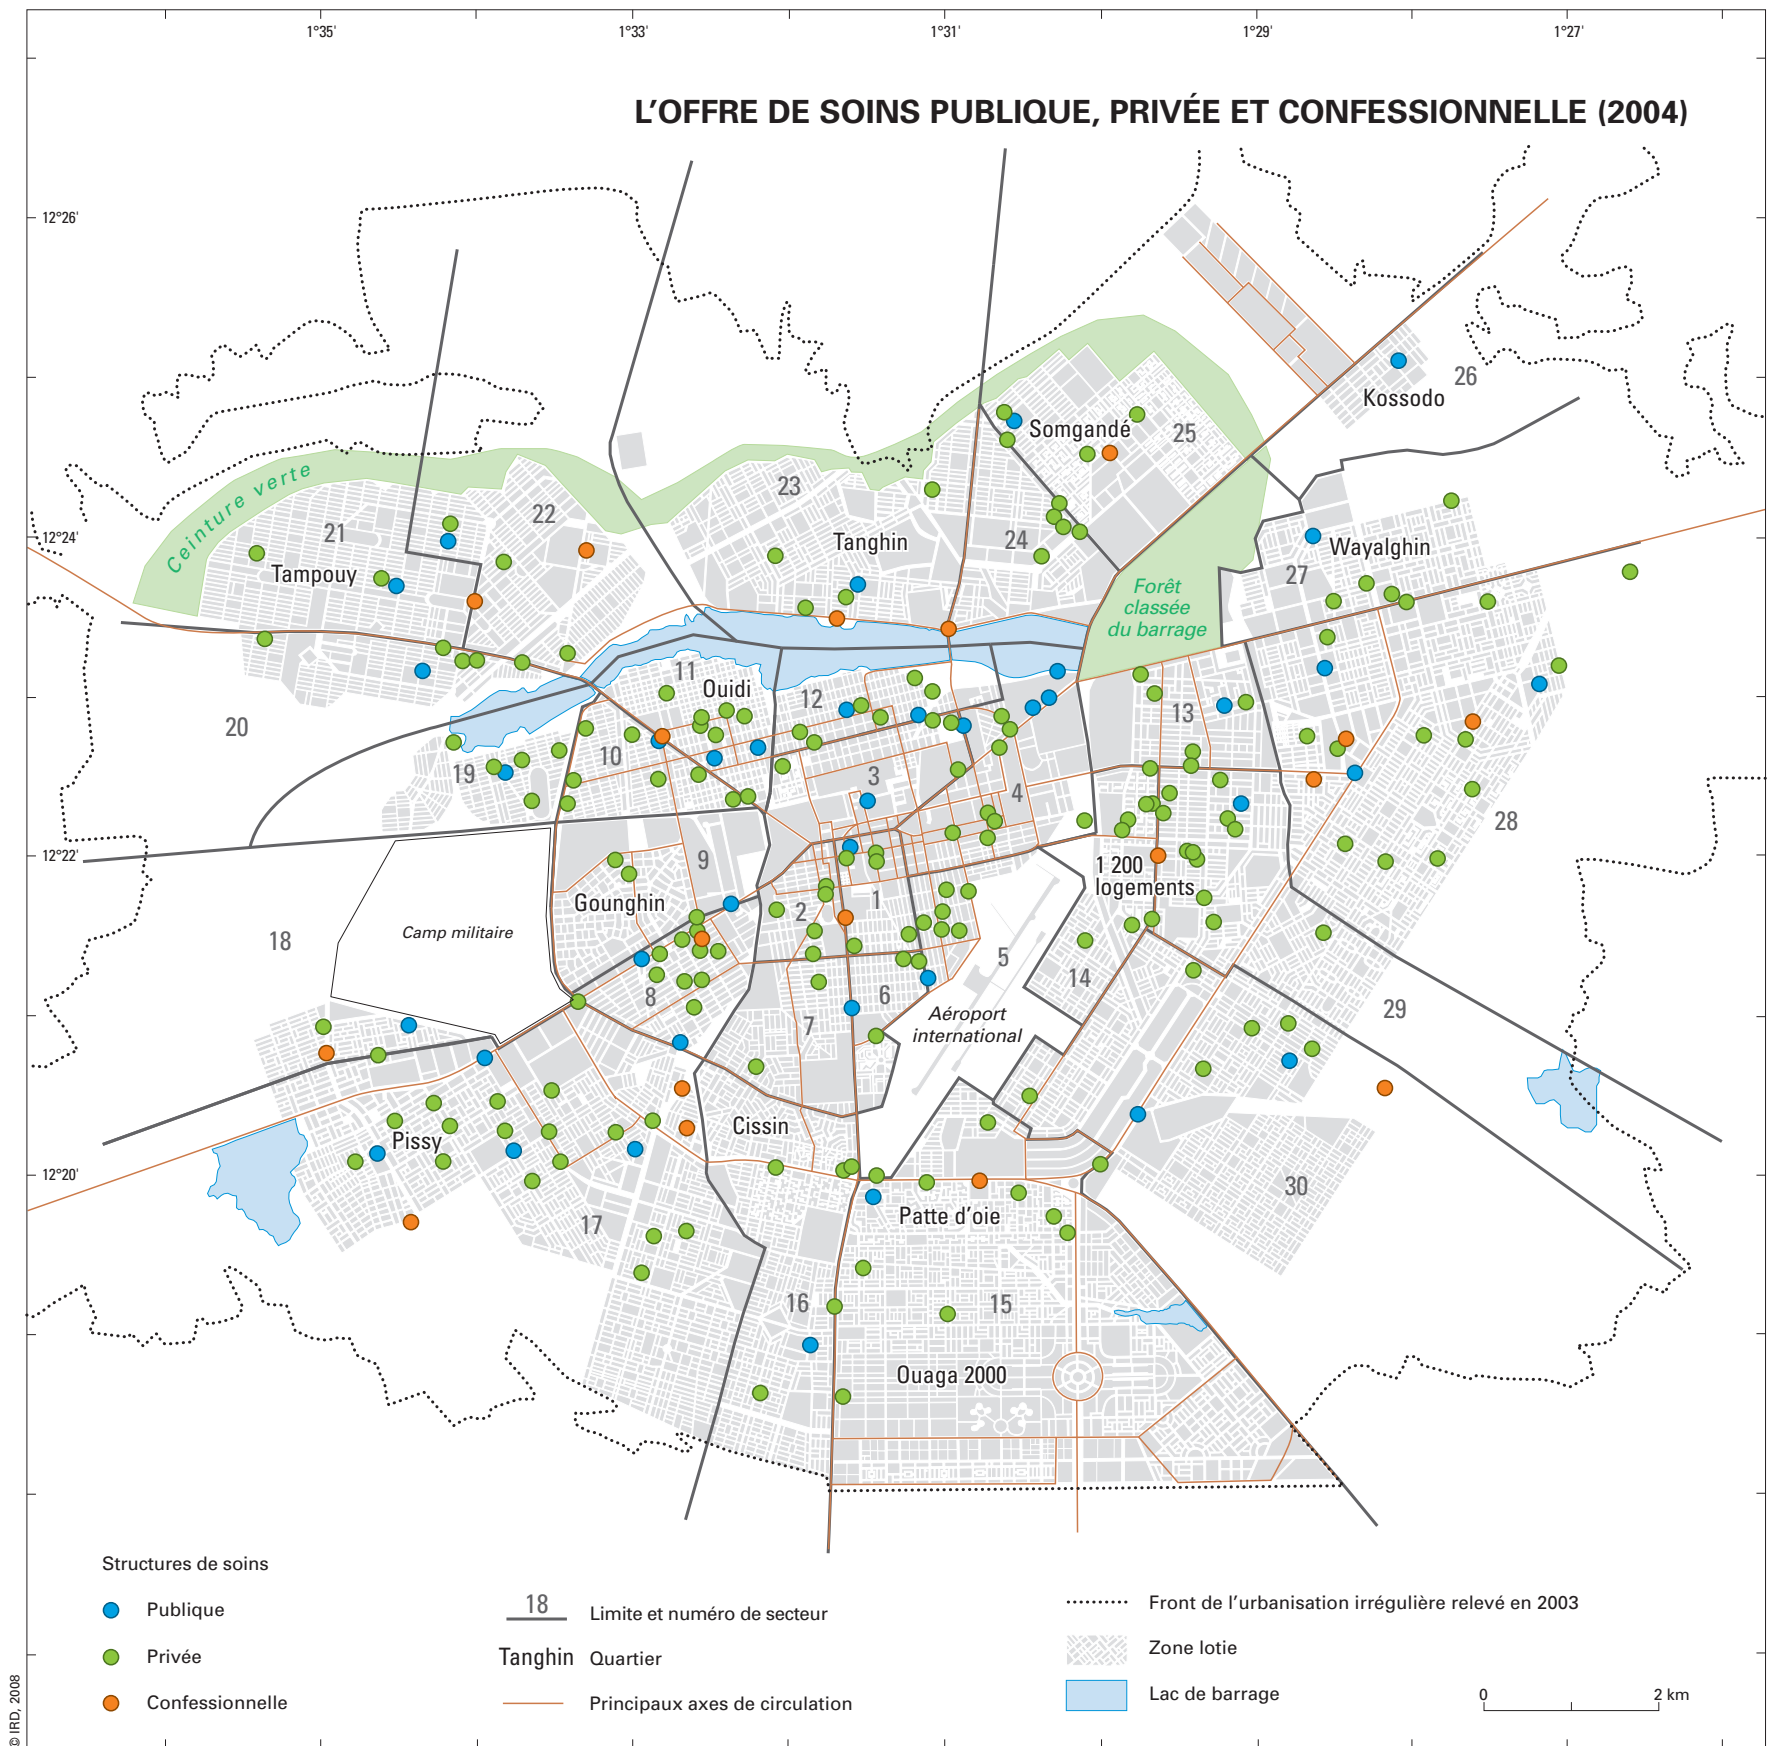 1°35'
1°33'
1°31'
1°29'
1°27'
L'OFFRE DE SOINS PUBLIQUE, PRIVÉE ET CONFESSIONNELLE (2004)
12°26'
12°24'
12°22'
12°20'
26
Kossodo
Somgandé
25
Ceinture verte
23
22
21
24
Tanghin
Wayalghin
27
Tampouy
Forêt
classée
du barrage
11
Ouidi
12
13
20
10
19
3
4
28
9
1 200
logements
Gounghin
2
1
18
Camp militaire
5
14
8
6
29
7
Aéroport
international
Cissin
Pissy
30
17
Patte d'oie
16
15
Ouaga 2000
Structures de soins
Publique
Privée
Confessionnelle
18
Limite et numéro de secteur
Tanghin
Quartier
Principaux axes de circulation
Front de l'urbanisation irrégulière relevé en 2003
Zone lotie
Lac de barrage
0
2 km
© IRD, 2008